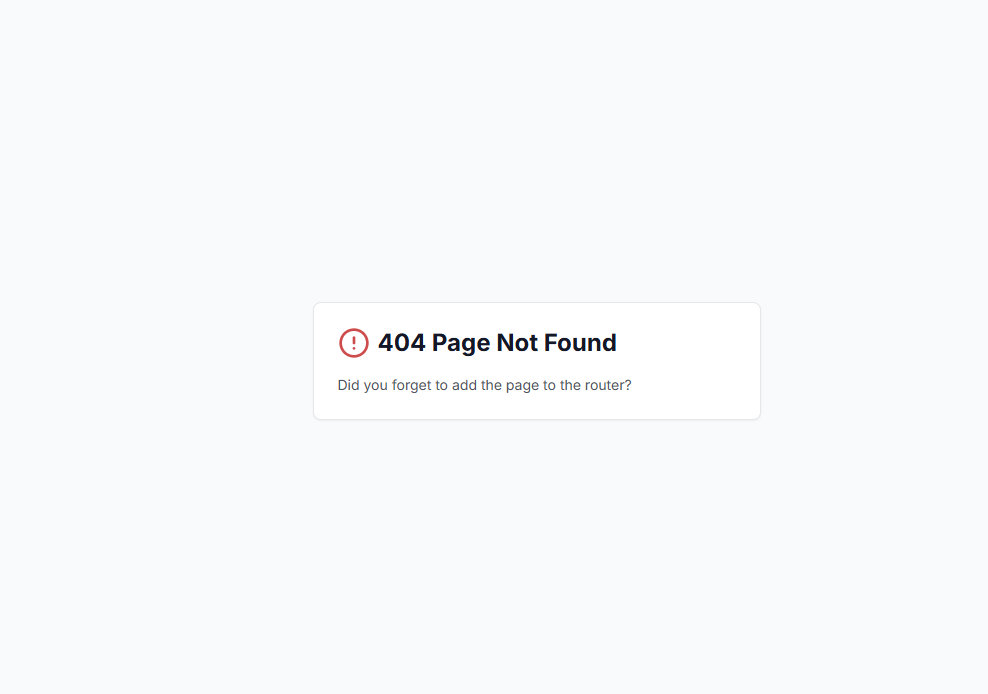 404 Page Not Found
Did you forget to add the page to the router?